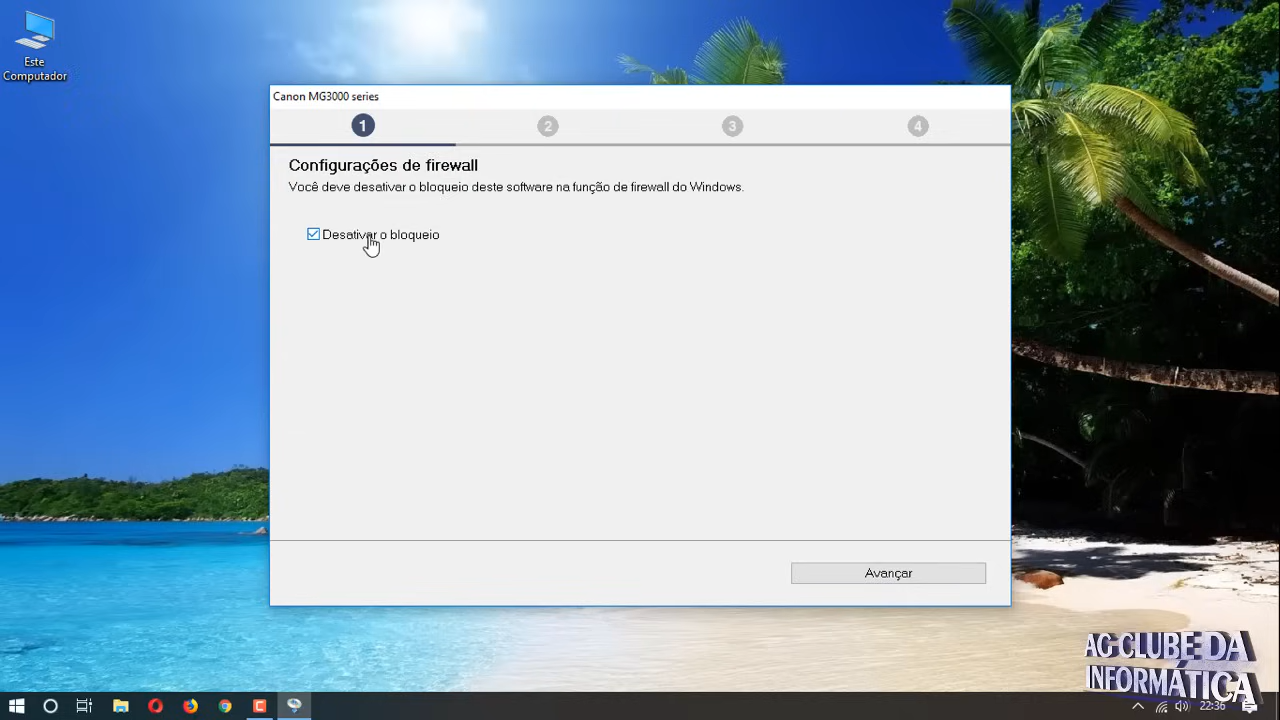 Este
Computador
Canon MG3000 series
1 2 3 4
Configurações de firewall
Você deve desativar o bloqueio deste software na função de firewall do Windows.
Desativar o bloqueio
Avançar
AG CLUBE DA
INFORMÁTICA
22:36